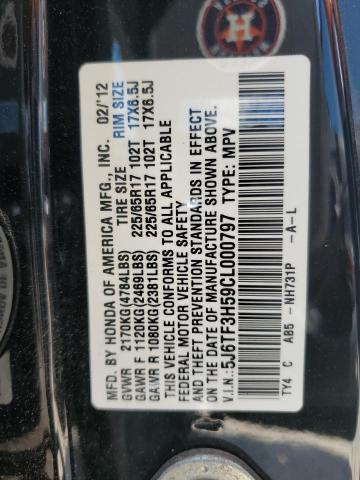 MFD. BY HONDA OF AMERICA MFG., INC. 02/'12
TIRE SIZE RIM SIZE
GVWR 2170KG(4784LBS)
GAWR F 1120KG(2469LBS) 225/65R17 102T 17X6.5J
GAWR R 1080KG(2381LBS) 225/65R17 102T 17X6.5J
THIS VEHICLE CONFORMS TO ALL APPLICABLE
FEDERAL MOTOR VEHICLE SAFETY
AND THEFT PREVENTION STANDARDS IN EFFECT
ON THE DATE OF MANUFACTURE SHOWN ABOVE.
V.I.N.: 5J6TF3H59CL000797 TYPE: MPV
TY4 C AB5 -NH731P -A-L
H